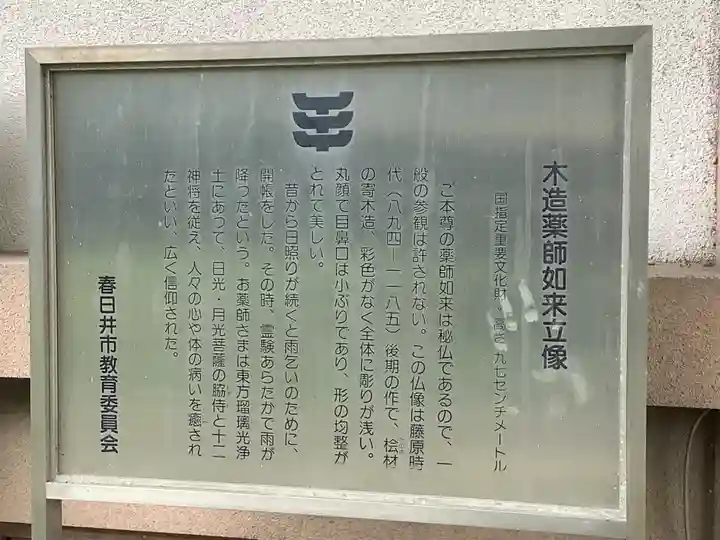 木造薬師如来立像
国指定重要文化財、高さ九七センチメートル
ご本尊の薬師如来は秘仏であるので、一
般の参観は許されない。この仏像は藤原時
代（八九四ー一一八五）後期の作で、桧材
の寄木造、彩色がなく全体に彫りが浅い。
丸顔で目鼻口は小ぶりであり、形の均整が
とれて美しい。
昔から日照りが続くと雨乞いのために、
開帳をした。その時、霊験あらたかで雨が
降ったという。お薬師さまは東方瑠璃光浄
土にあって、日光・月光菩薩の脇侍と十二
神将を従え、人々の心や体の病いを癒され
たといい、広く信仰された。
春日井市教育委員会